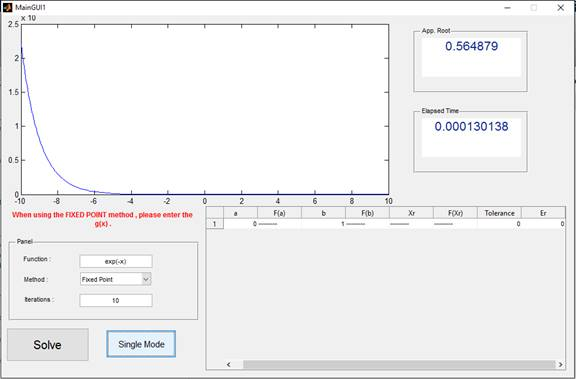 MainGUI1
2.5 x 10
2
1.5
1
0.5
0
-10 -8 -6 -4 -2 0 2 4 6 8 10
App. Root
0.564879
Elapsed Time
0.000130138
When using the FIXED POINT method , please enter the
g(x) .
Panel
Function : exp(-x)
Method : Fixed Point
Iterations : 10
Solve
Single Mode
a F(a) b F(b) Xr F(Xr) Tolerance Er
1 0 --------- 1 --------- --------- --------- 0 0